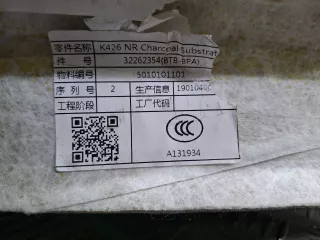 零件名称 K426 NR Charcoal Substrat
件 号 32262354(BTB-BPA)
物料编号 5010101101
序 列 号 2 生产信息 190104
工程阶段 工厂代码
CCC
A131934